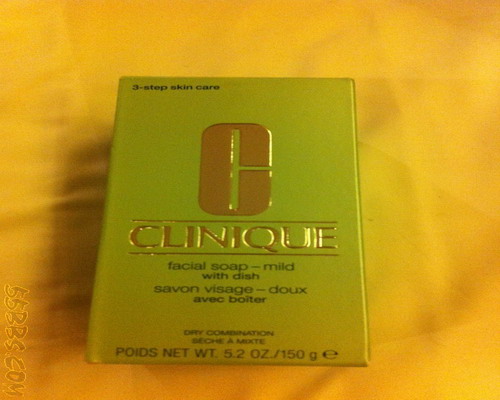 3-step skin care
CLINIQUE
facial soap – mild
with dish
savon visage – doux
avec boîter
DRY COMBINATION
SÈCHE À MIXTE
POIDS NET WT. 5.2 OZ./150 g ℮